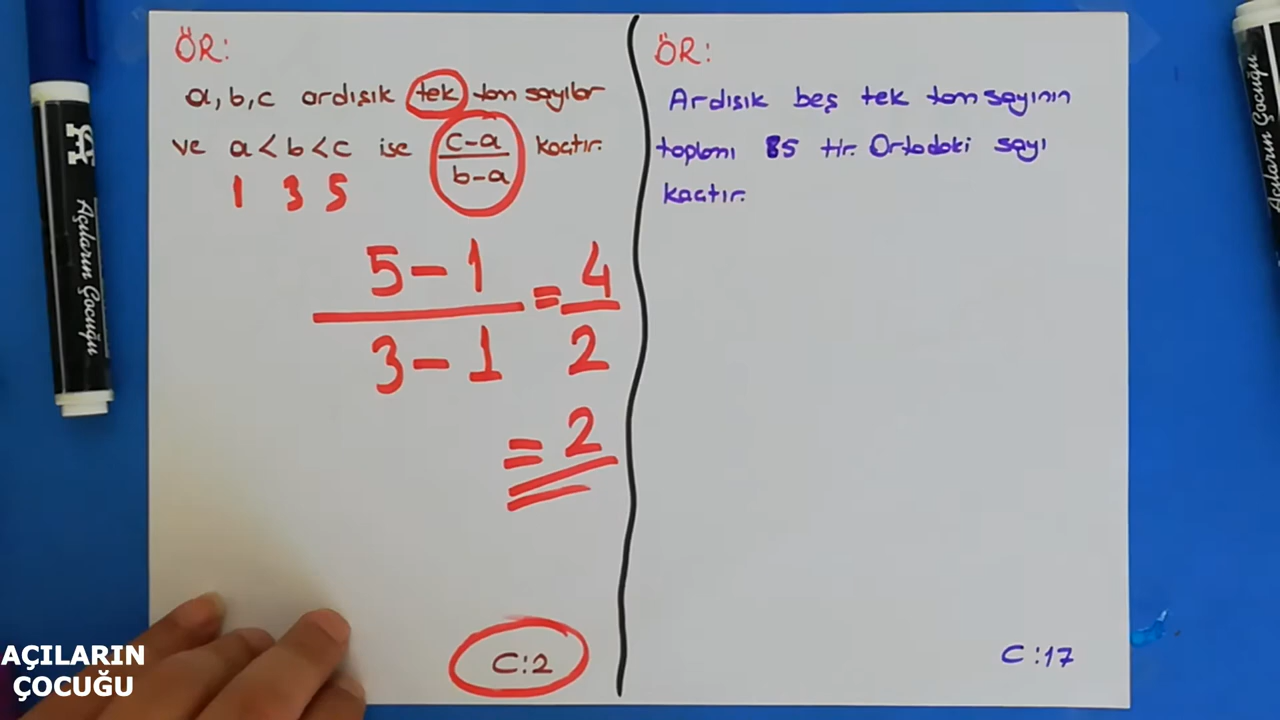 ÖR:
a, b, c ardışık tek tam sayılar
ve a < b < c ise c-a / b-a kaçtır.
1 3 5
5-1 / 3-1 = 4 / 2
= 2
C:2
ÖR:
Ardışık beş tek tam sayının
toplamı 85 tir. Ortadaki sayı
kaçtır.
C:17
Açıların Çocuğu
Açıların Çocuğu
AÇILARIN
ÇOCUĞU